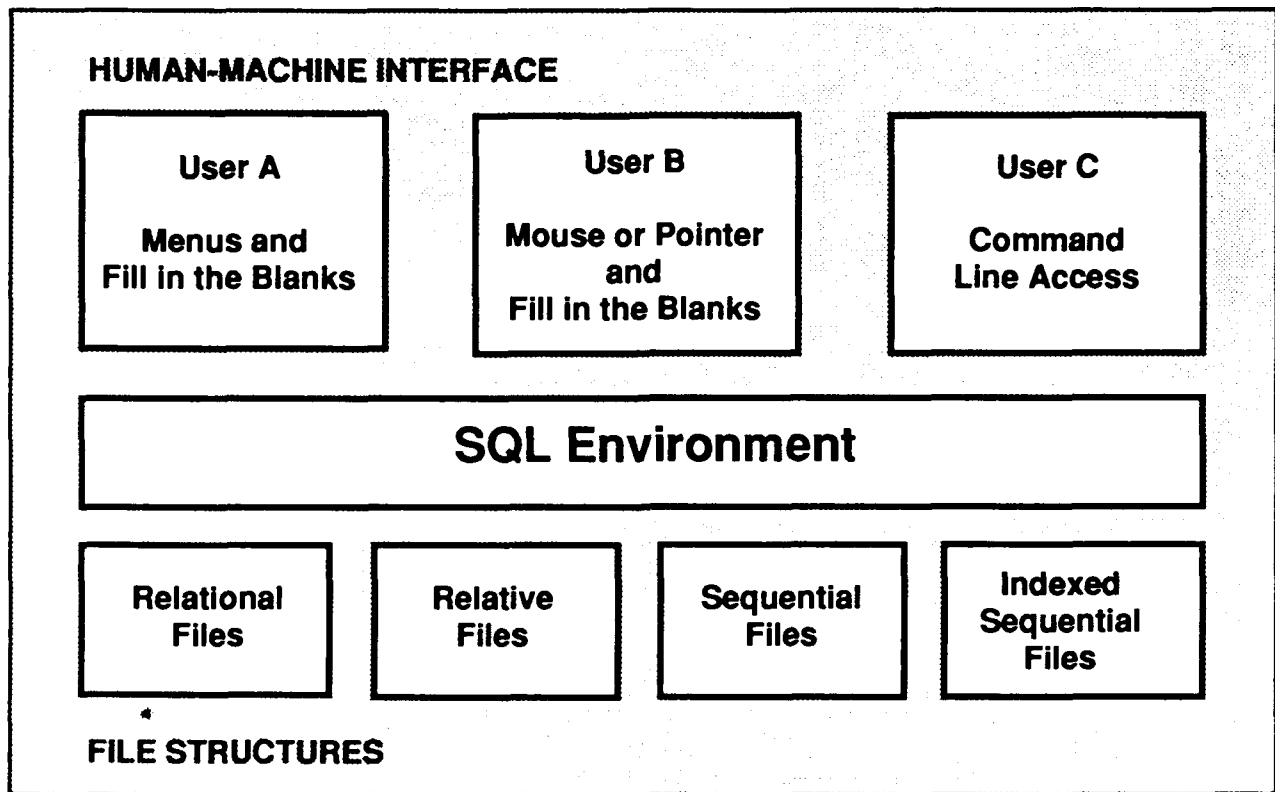 HUMAN-MACHINE INTERFACE
User A
Menus and
Fill in the Blanks
User B
Mouse or Pointer
and
Fill in the Blanks
User C
Command
Line Access
SQL Environment
Relational
Files
Relative
Files
Sequential
Files
Indexed
Sequential
Files
FILE STRUCTURES